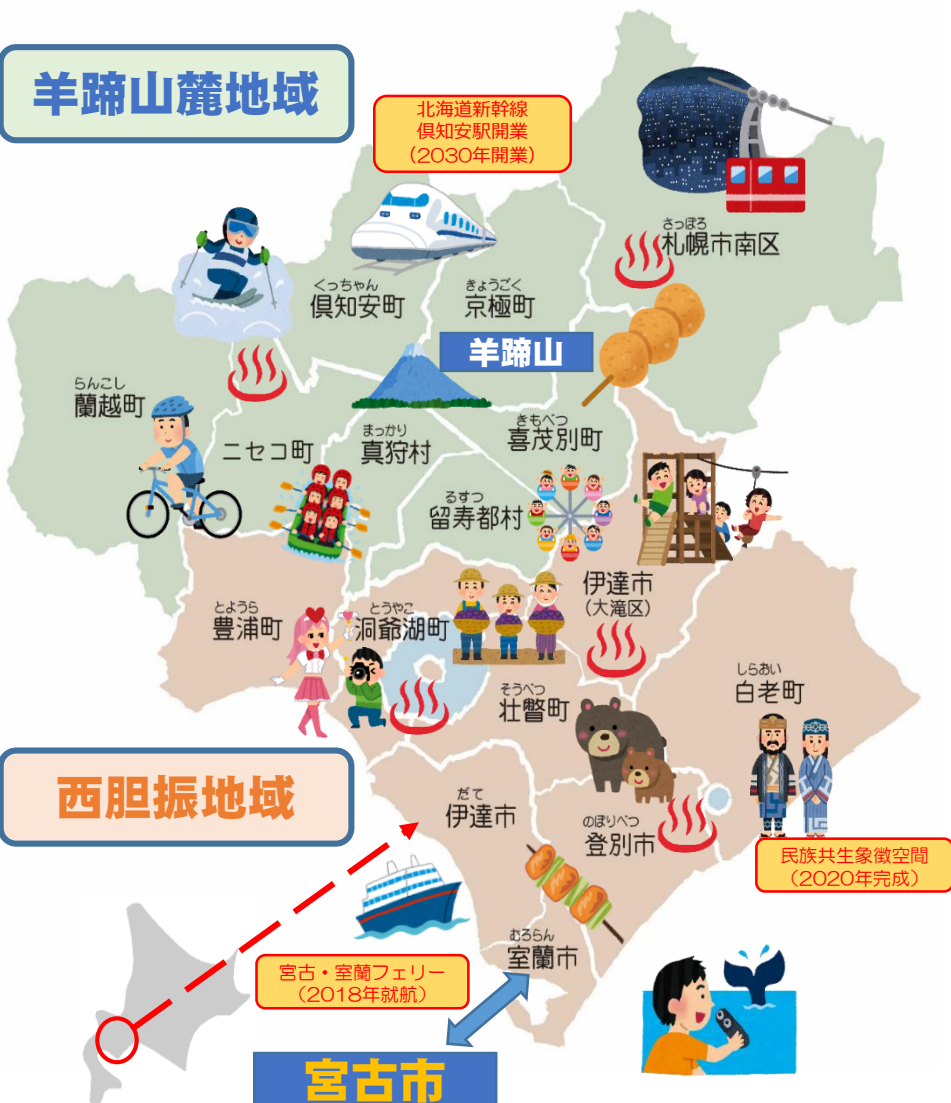 羊蹄山麓地域
北海道新幹線
倶知安駅開業
（2030年開業）
さっぽろ
札幌市南区
くっちゃん
倶知安町
きょうごく
京極町
羊蹄山
らんこし
蘭越町
ニセコ町
まっかり
真狩村
きもべつ
喜茂別町
るすつ
留寿都村
伊達市
（大滝区）
とようら
豊浦町
とうやこ
洞爺湖町
そうべつ
壮瞥町
しらおい
白老町
西胆振地域
だて
伊達市
のぼりべつ
登別市
民族共生象徴空間
（2020年完成）
むろらん
室蘭市
宮古・室蘭フェリー
（2018年就航）
宮古市